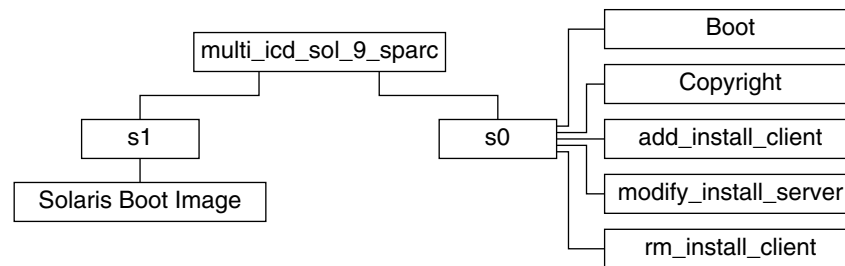 multi_icd_sol_9_sparc
s1
Solaris Boot Image
s0
Boot
Copyright
add_install_client
modify_install_server
rm_install_client